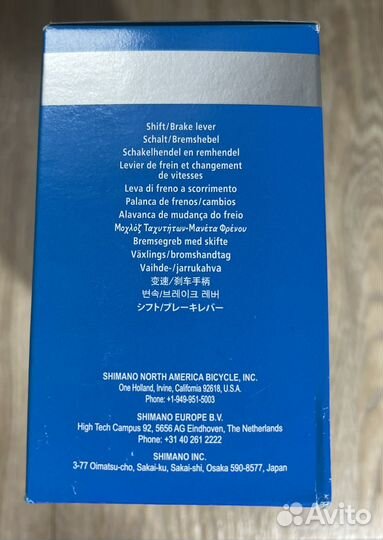 Shift/Brake lever
Schalt/Bremshebel
Schakelhendel en remhendel
Levier de frein et changement
de vitesses
Leva di freno a scorrimento
Palanca de frenos/cambios
Alavanca de mudança do freio
Μοχλόζ Ταχυτήτων-Μανέτα Φρένου
Bremsegreb med skifte
Växlings/bromshandtag
Vaihde-/jarrukahva
变速/刹车手柄
변속/브레이크 레버
シフト/ブレーキレバー
SHIMANO NORTH AMERICA BICYCLE, INC.
One Holland, Irvine, California 92618, U.S.A.
Phone: +1-949-951-5003
SHIMANO EUROPE B.V.
High Tech Campus 92, 5656 AG Eindhoven, The Netherlands
Phone: +31 40 261 2222
SHIMANO INC.
3-77 Oimatsu-cho, Sakai-ku, Sakai-shi, Osaka 590-8577, Japan
Avito